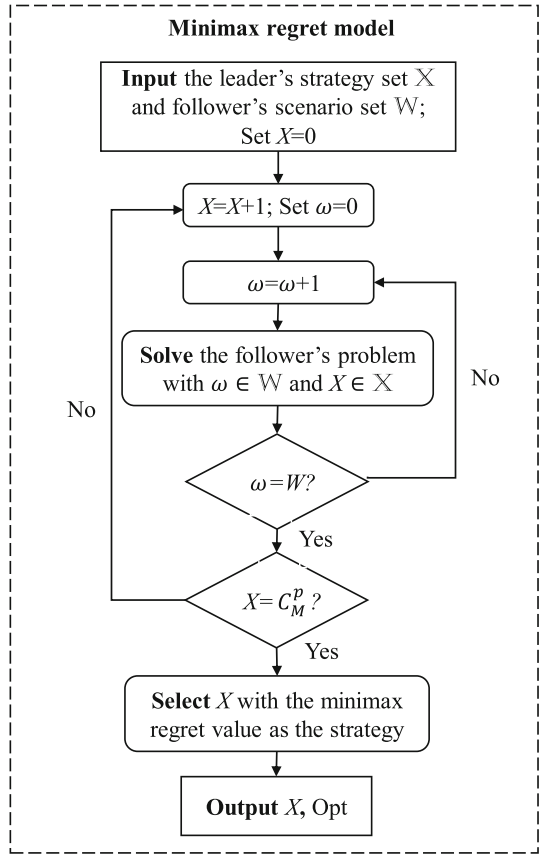 Minimax regret model
Input the leader's strategy set 𝕏
and follower's scenario set 𝕎;
Set X=0
X=X+1; Set ω=0
ω=ω+1
Solve the follower's problem
with ω ∈ 𝕎 and X ∈ 𝕏
No
No
ω=W?
Yes
X= C_M^p ?
Yes
Select X with the minimax
regret value as the strategy
Output X, Opt